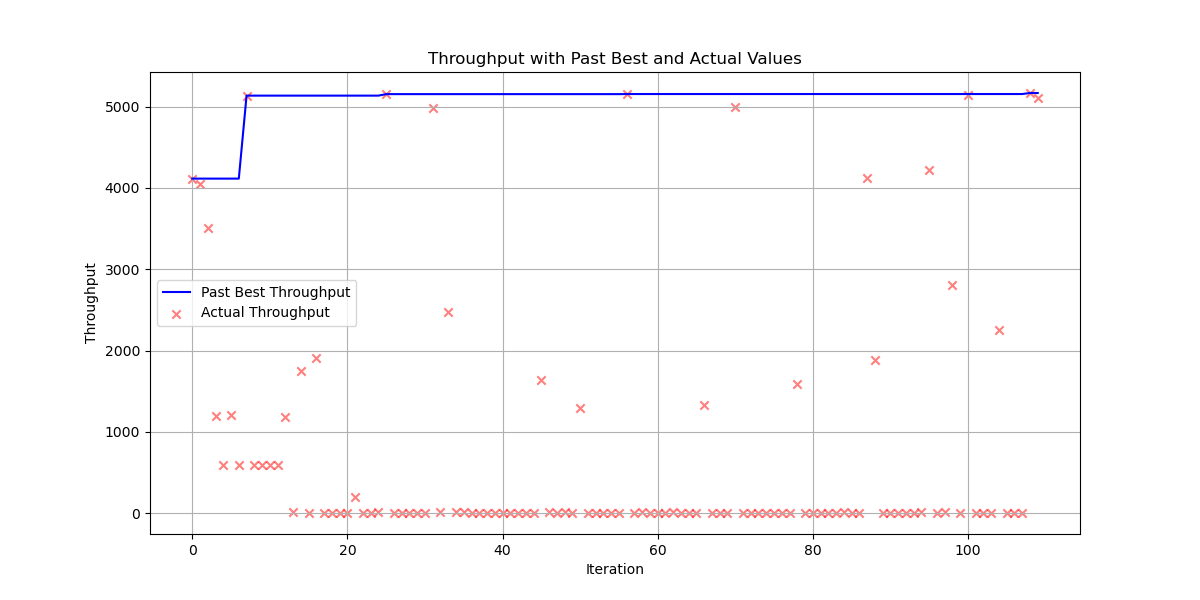 Throughput with Past Best and Actual Values
5000
4000
3000
2000
1000
0
Throughput
Past Best Throughput
Actual Throughput
0 20 40 60 80 100
Iteration